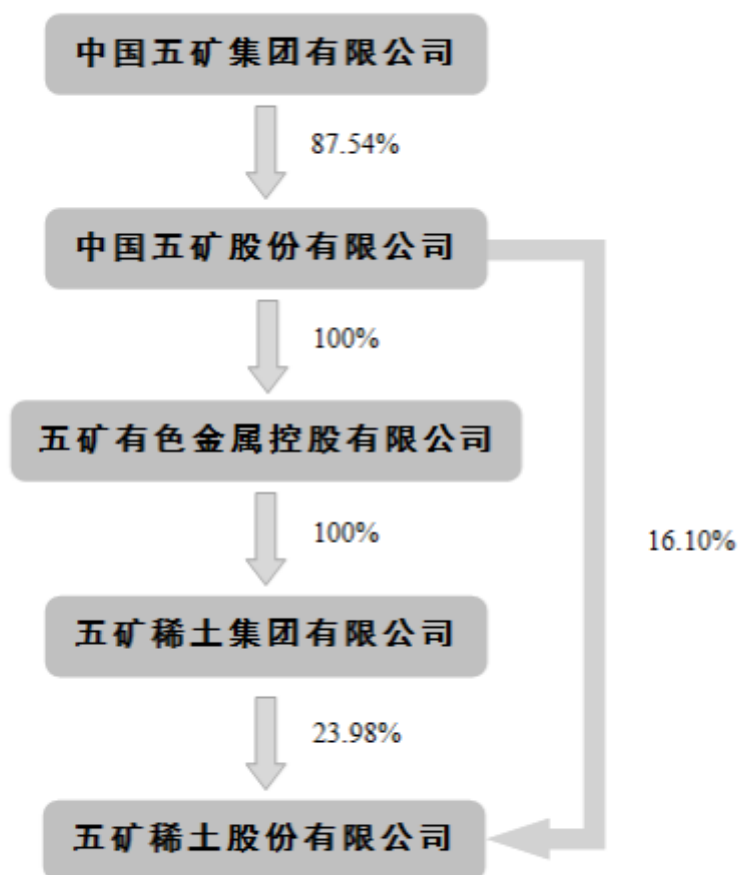 中国五矿集团有限公司
87.54%
中国五矿股份有限公司
100%
五矿有色金属控股有限公司
100%
16.10%
五矿稀土集团有限公司
23.98%
五矿稀土股份有限公司